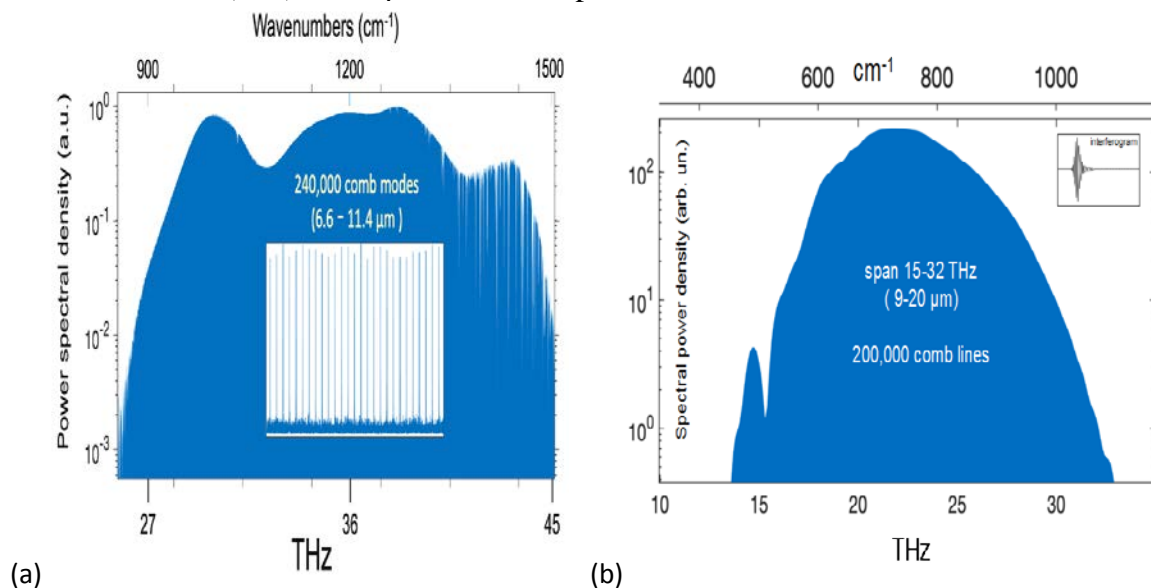 Wavenumbers (cm-1)
900 1200 1500
Power spectral density (a.u.)
10^0
10^-1
10^-2
10^-3
240,000 comb modes
(6.6 – 11.4 µm )
27 36 45
THz
(a)
400 600 cm-1 800 1000
Spectral power density (arb. un.)
10^2
10^1
10^0
interferogram
span 15-32 THz
( 9-20 µm)
200,000 comb lines
10 15 20 25 30
THz
(b)